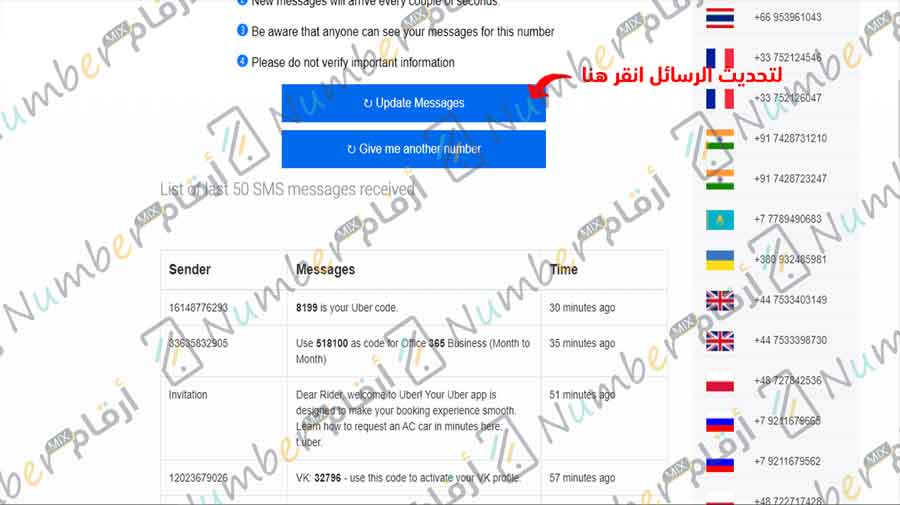 New messages will arrive every couple of seconds.
3 Be aware that anyone can see your messages for this number
4 Please do not verify important information
لتحديث الرسائل انقر هنا
↻ Update Messages
↻ Give me another number
List of last 50 SMS messages received
Sender Messages Time
16148776293 8199 is your Uber code. 30 minutes ago
33635832905 Use 518100 as code for Office 365 Business (Month to
Month) 35 minutes ago
Invitation Dear Rider, welcome to Uber! Your Uber app is
designed to make your booking experience smooth.
Learn how to request an AC car in minutes here:
t.uber. 51 minutes ago
12023679026 VK: 32796 - use this code to activate your VK profile. 57 minutes ago
+66 953961043
+33 752124546
+33 752126047
+91 7428731210
+91 7428723247
+7 7789490683
+380 932485981
+44 7533403149
+44 7533398730
+48 727842536
+7 9211679566
+7 9211679562
+48 722717428
Number MIX أرقام